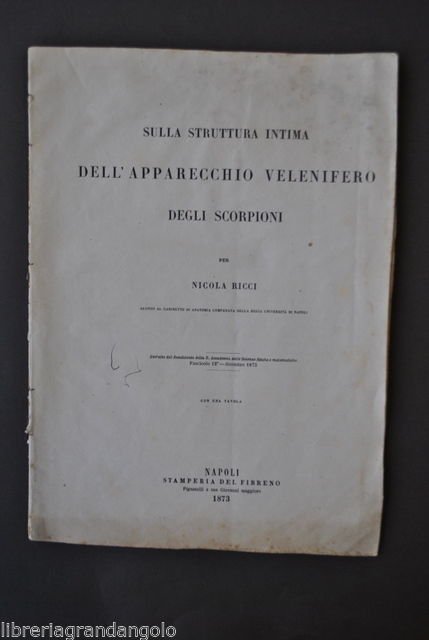 SULLA STRUTTURA INTIMA
DELL'APPARECCHIO VELENIFERO
DEGLI SCORPIONI
PER
NICOLA RICCI
AL GABINETTO DI ANATOMIA COMPARATA DELLA REGIA UNIVERSITÀ DI NAPOLI
Estratto dal Rendiconto della R. Accademia delle Scienze fisiche e matematiche
Fascicolo 12° — Dicembre 1873
CON UNA TAVOLA
NAPOLI
STAMPERIA DEL FIBRENO
Pignatelli a san Giovanni maggiore
1873
libreriagrandangolo